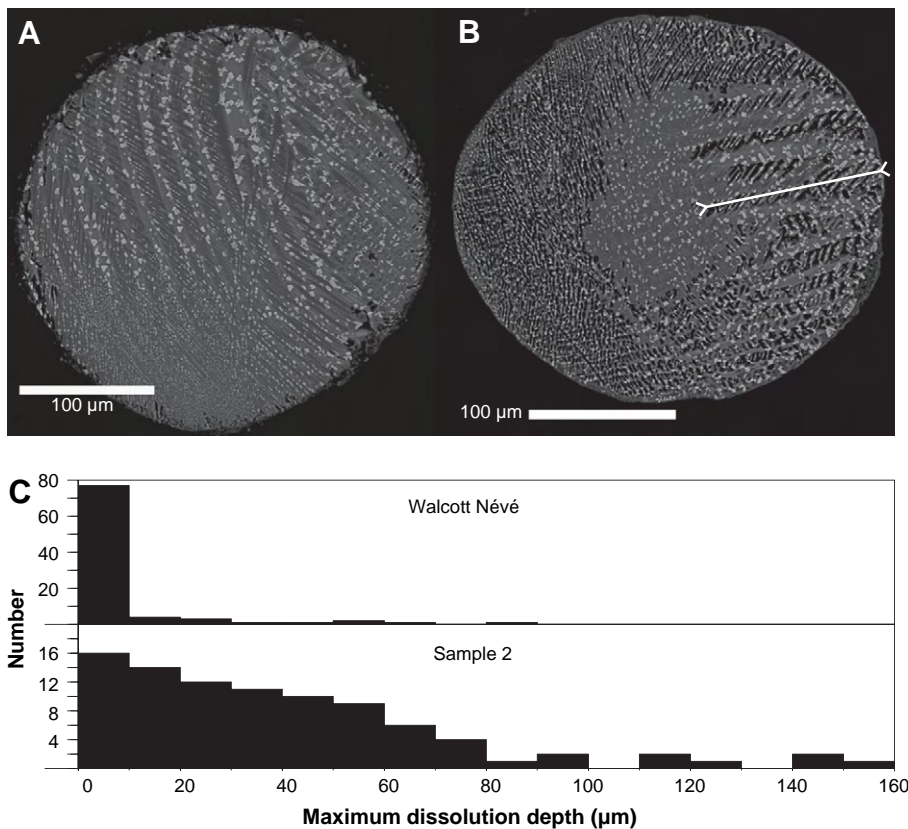 A
B
100 µm
100 µm
C
Number
80
60
40
20
Walcott Névé
16
12
8
4
Sample 2
0 20 40 60 80 100 120 140 160
Maximum dissolution depth (µm)